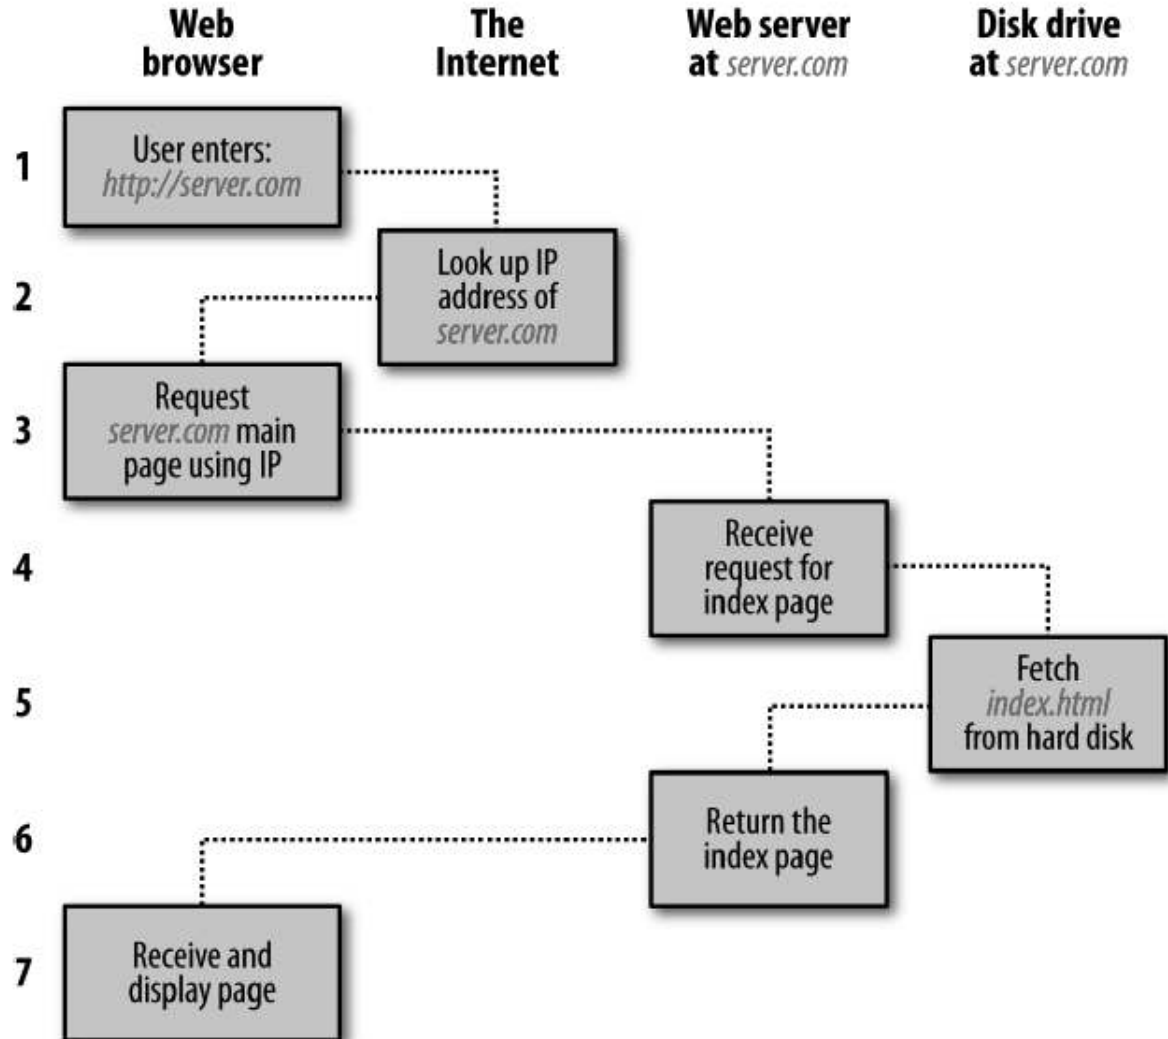 Web
browser
The
Internet
Web server
at server.com
Disk drive
at server.com
1
User enters:
http://server.com
2
Look up IP
address of
server.com
3
Request
server.com main
page using IP
4
Receive
request for
index page
5
Fetch
index.html
from hard disk
6
Return the
index page
7
Receive and
display page